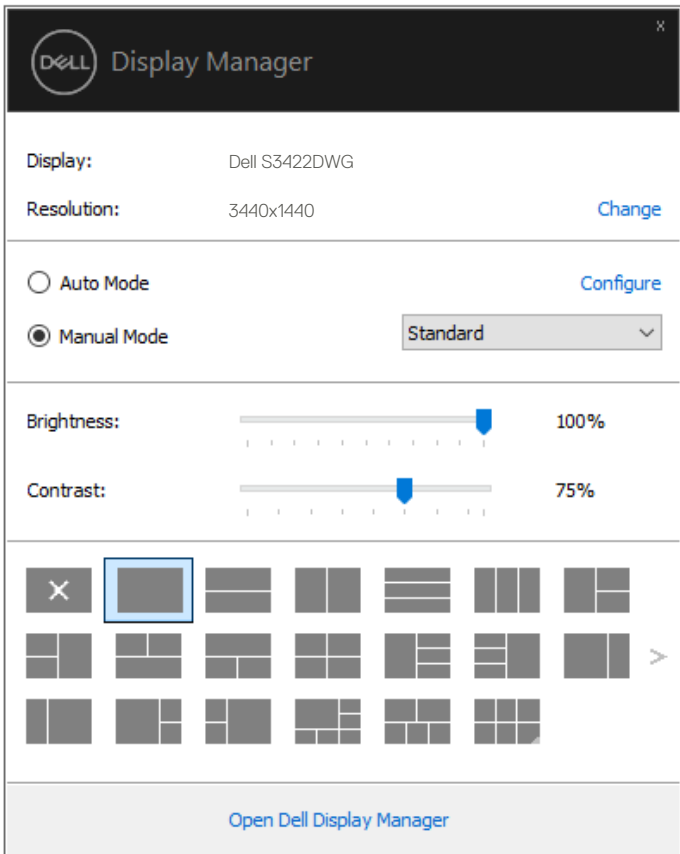 x
DELL Display Manager
Display: Dell S3422DWG
Resolution: 3440x1440 Change
Auto Mode Configure
Manual Mode Standard
Brightness: 100%
Contrast: 75%
Open Dell Display Manager